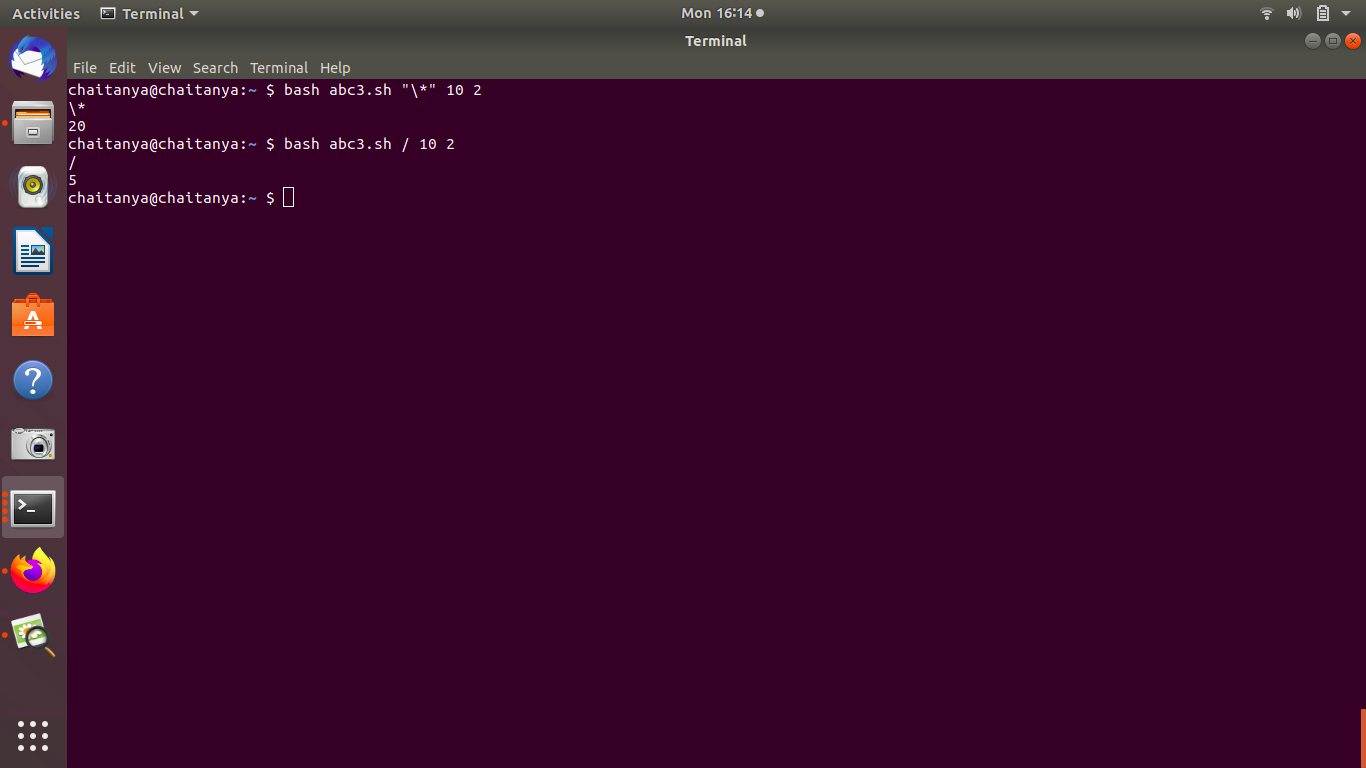 Activities Terminal Mon 16:14
Terminal
File Edit View Search Terminal Help
chaitanya@chaitanya:~ $ bash abc3.sh "\*" 10 2
\*
20
chaitanya@chaitanya:~ $ bash abc3.sh / 10 2
/
5
chaitanya@chaitanya:~ $